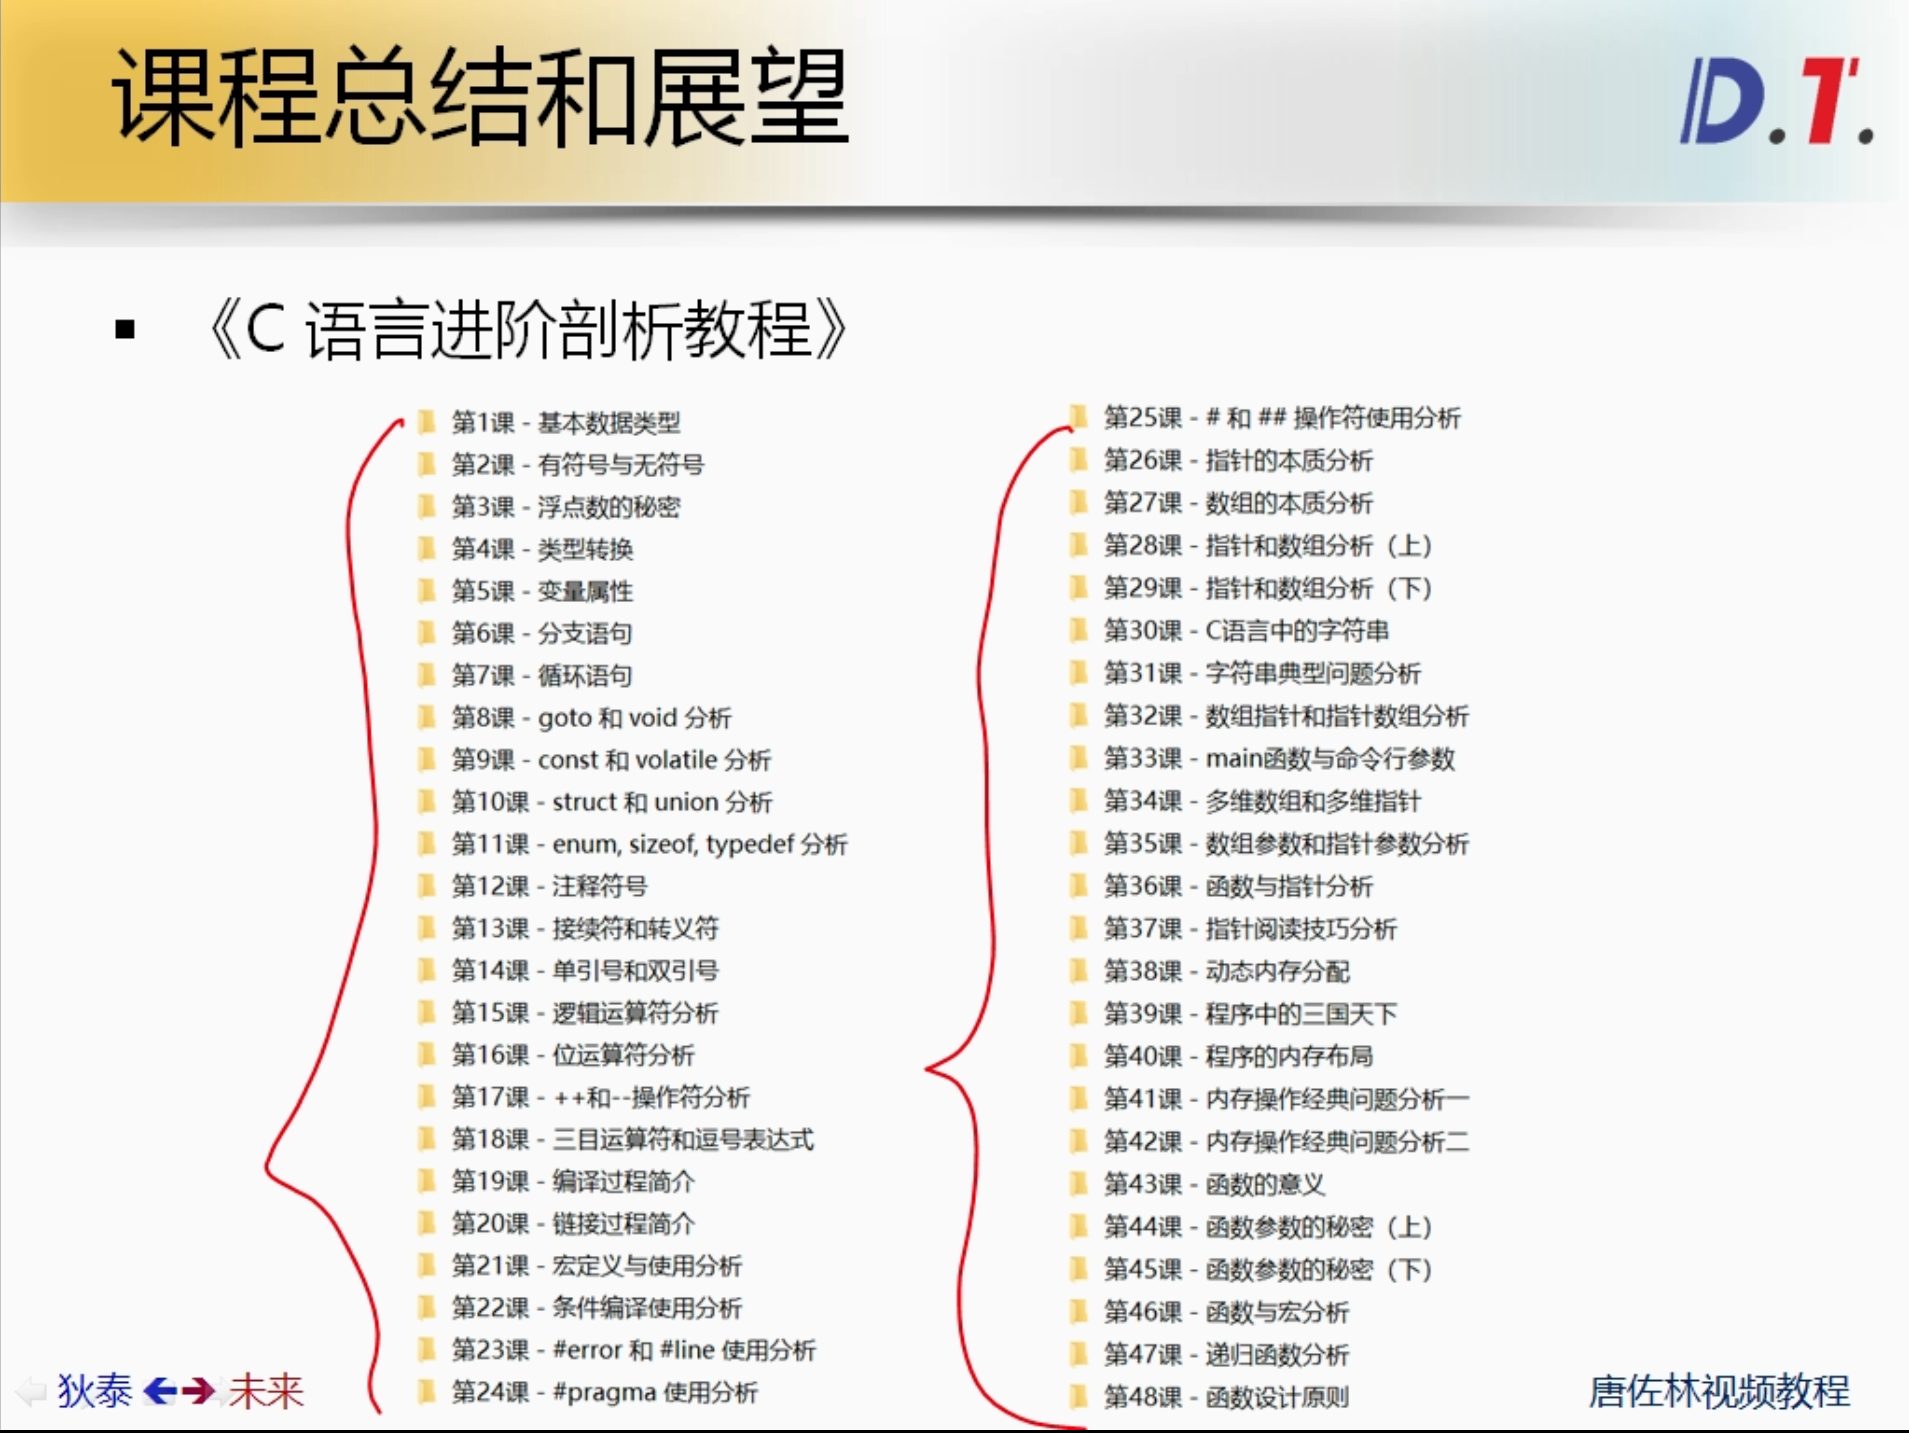 课程总结和展望
D.T.
▪ 《C 语言进阶剖析教程》
第1课 - 基本数据类型
第2课 - 有符号与无符号
第3课 - 浮点数的秘密
第4课 - 类型转换
第5课 - 变量属性
第6课 - 分支语句
第7课 - 循环语句
第8课 - goto 和 void 分析
第9课 - const 和 volatile 分析
第10课 - struct 和 union 分析
第11课 - enum, sizeof, typedef 分析
第12课 - 注释符号
第13课 - 接续符和转义符
第14课 - 单引号和双引号
第15课 - 逻辑运算符分析
第16课 - 位运算符分析
第17课 - ++和--操作符分析
第18课 - 三目运算符和逗号表达式
第19课 - 编译过程简介
第20课 - 链接过程简介
第21课 - 宏定义与使用分析
第22课 - 条件编译使用分析
第23课 - #error 和 #line 使用分析
第24课 - #pragma 使用分析
第25课 - # 和 ## 操作符使用分析
第26课 - 指针的本质分析
第27课 - 数组的本质分析
第28课 - 指针和数组分析（上）
第29课 - 指针和数组分析（下）
第30课 - C语言中的字符串
第31课 - 字符串典型问题分析
第32课 - 数组指针和指针数组分析
第33课 - main函数与命令行参数
第34课 - 多维数组和多维指针
第35课 - 数组参数和指针参数分析
第36课 - 函数与指针分析
第37课 - 指针阅读技巧分析
第38课 - 动态内存分配
第39课 - 程序中的三国天下
第40课 - 程序的内存布局
第41课 - 内存操作经典问题分析一
第42课 - 内存操作经典问题分析二
第43课 - 函数的意义
第44课 - 函数参数的秘密（上）
第45课 - 函数参数的秘密（下）
第46课 - 函数与宏分析
第47课 - 递归函数分析
第48课 - 函数设计原则
狄泰 ←→ 未来
唐佐林视频教程